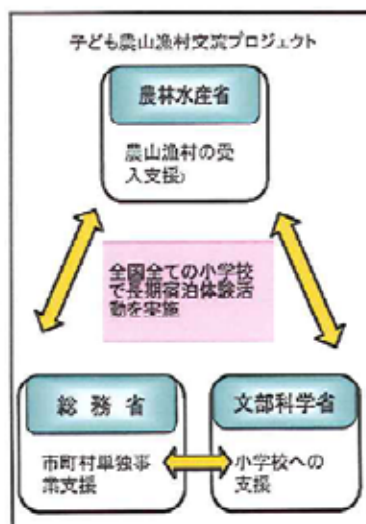 子ども農山漁村交流プロジェクト
農林水産省
農山漁村の受
入支援)
全国全ての小学校
で長期宿泊体験活
動を実施
総務省
市町村単独事
業支援
文部科学省
小学校への
支援